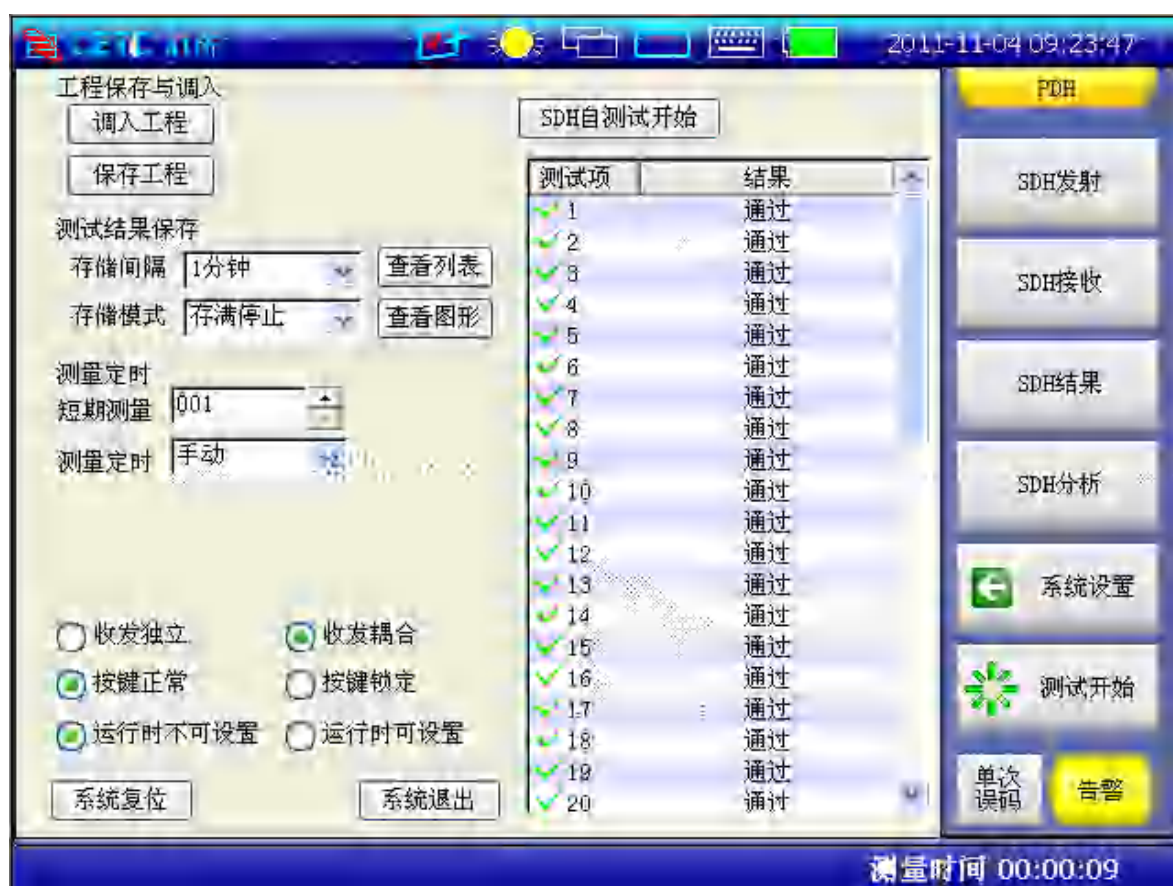 2011-11-04 09:23:47
工程保存与调入
调入工程
保存工程
测试结果保存
存储间隔 1分钟 查看列表
存储模式 存满停止 查看图形
测量定时
短期测量 001
测量定时 手动
收发独立 收发耦合
按键正常 按键锁定
运行时不可设置 运行时可设置
系统复位 系统退出
SDH自测试开始
测试项 结果
1 通过
2 通过
3 通过
4 通过
5 通过
6 通过
7 通过
8 通过
9 通过
10 通过
11 通过
12 通过
13 通过
14 通过
15 通过
16 通过
17 通过
18 通过
19 通过
20 通过
PDH
SDH发射
SDH接收
SDH结果
SDH分析
系统设置
测试开始
单次
误码
告警
测量时间 00:00:09